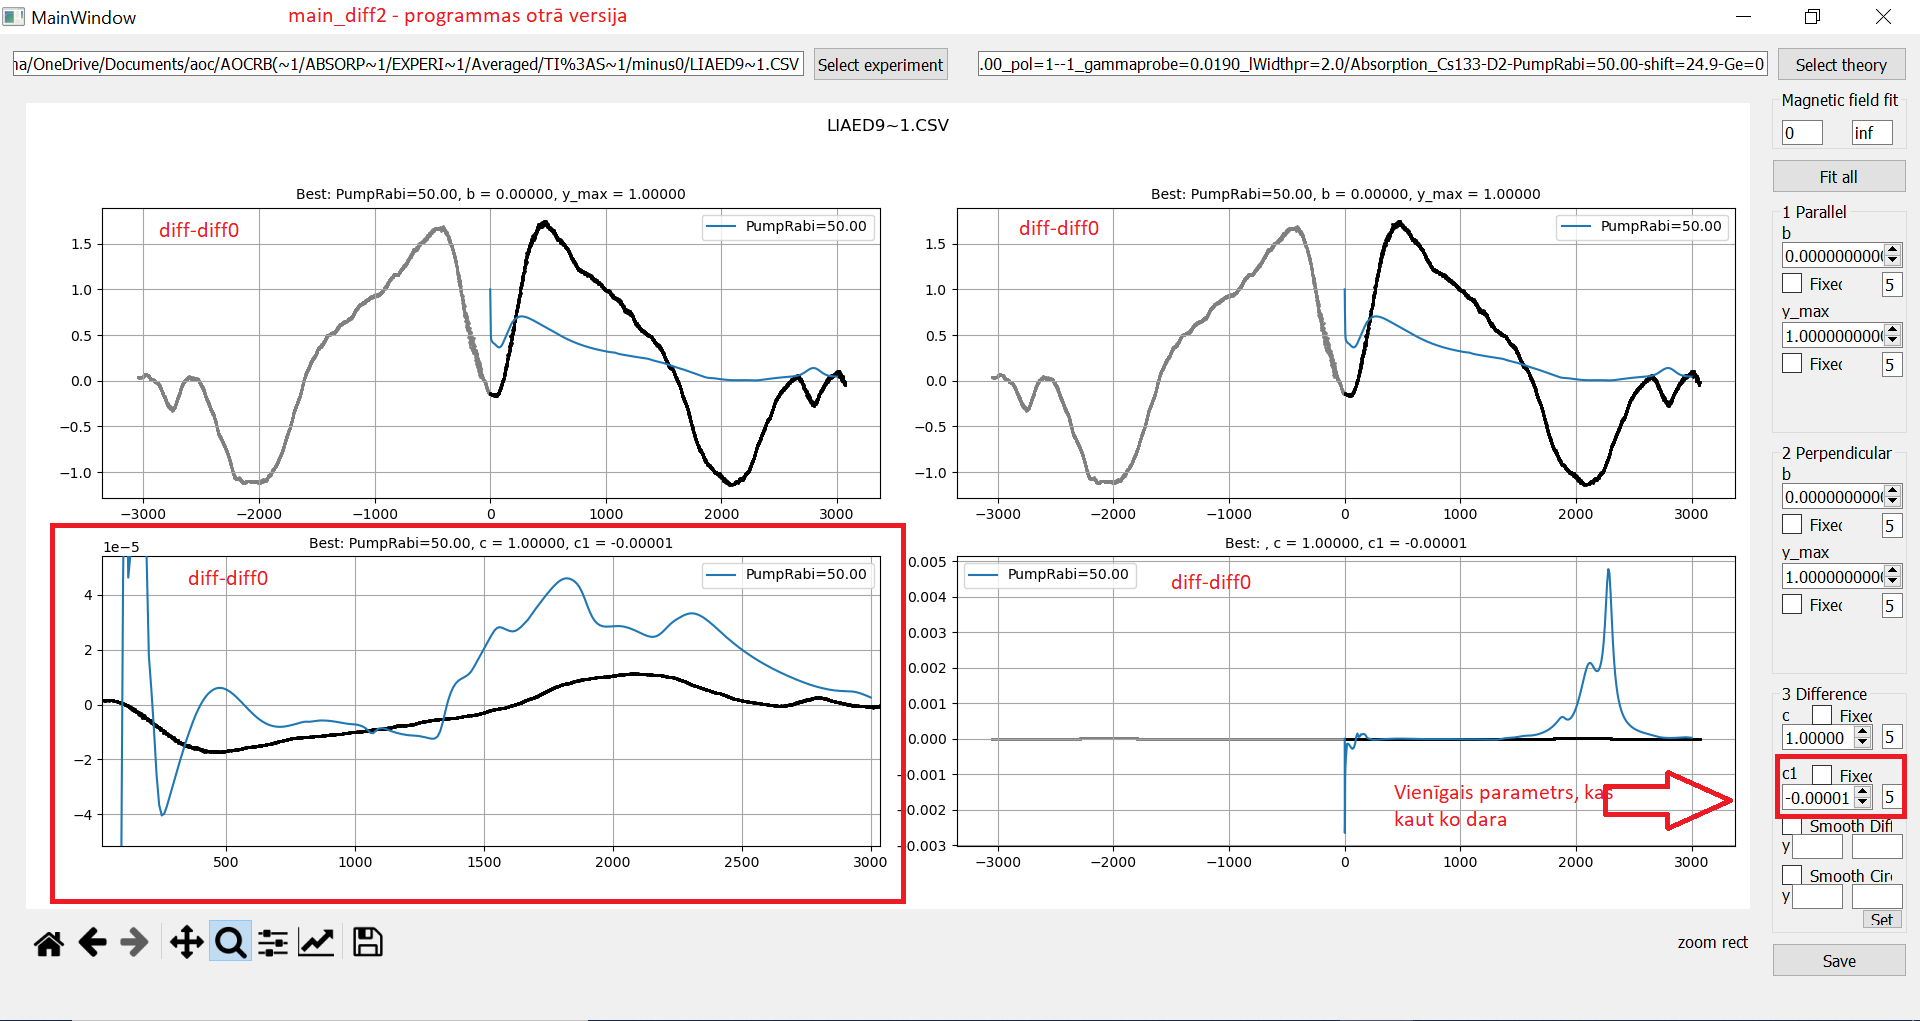 MainWindow
main_diff2 - programmas otrā versija
na/OneDrive/Documents/aoc/AOCRB(~1/ABSORP~1/EXPERI~1/Averaged/TI%3AS~1/minus0/LIAED9~1.CSV
Select experiment
.00_pol=1--1_gammaprobe=0.0190_lWidthpr=2.0/Absorption_Cs133-D2-PumpRabi=50.00-shift=24.9-Ge=0
Select theory
LIAED9~1.CSV
Best: PumpRabi=50.00, b = 0.00000, y_max = 1.00000
diff-diff0
PumpRabi=50.00
1.5
1.0
0.5
0.0
−0.5
−1.0
−3000 −2000 −1000 0 1000 2000 3000
Best: PumpRabi=50.00, b = 0.00000, y_max = 1.00000
diff-diff0
PumpRabi=50.00
1.5
1.0
0.5
0.0
−0.5
−1.0
−3000 −2000 −1000 0 1000 2000 3000
1e−5
Best: PumpRabi=50.00, c = 1.00000, c1 = -0.00001
diff-diff0
PumpRabi=50.00
4
2
0
−2
−4
500 1000 1500 2000 2500 3000
Best: , c = 1.00000, c1 = -0.00001
PumpRabi=50.00
diff-diff0
0.005
0.004
0.003
0.002
0.001
0.000
0.001
0.002
0.003
Vienīgais parametrs, kas
kaut ko dara
−3000 −2000 −1000 0 1000 2000 3000
Magnetic field fit
0 inf
Fit all
1 Parallel
b
0.000000000
Fixed
5
y_max
1.000000000
Fixed
5
2 Perpendicular
b
0.000000000
Fixed
5
y_max
1.000000000
Fixed
5
3 Difference
c Fixed
1.00000 5
c1 Fixed
-0.00001 5
Smooth Diff
y
Smooth Circ
y
Set
Save
zoom rect